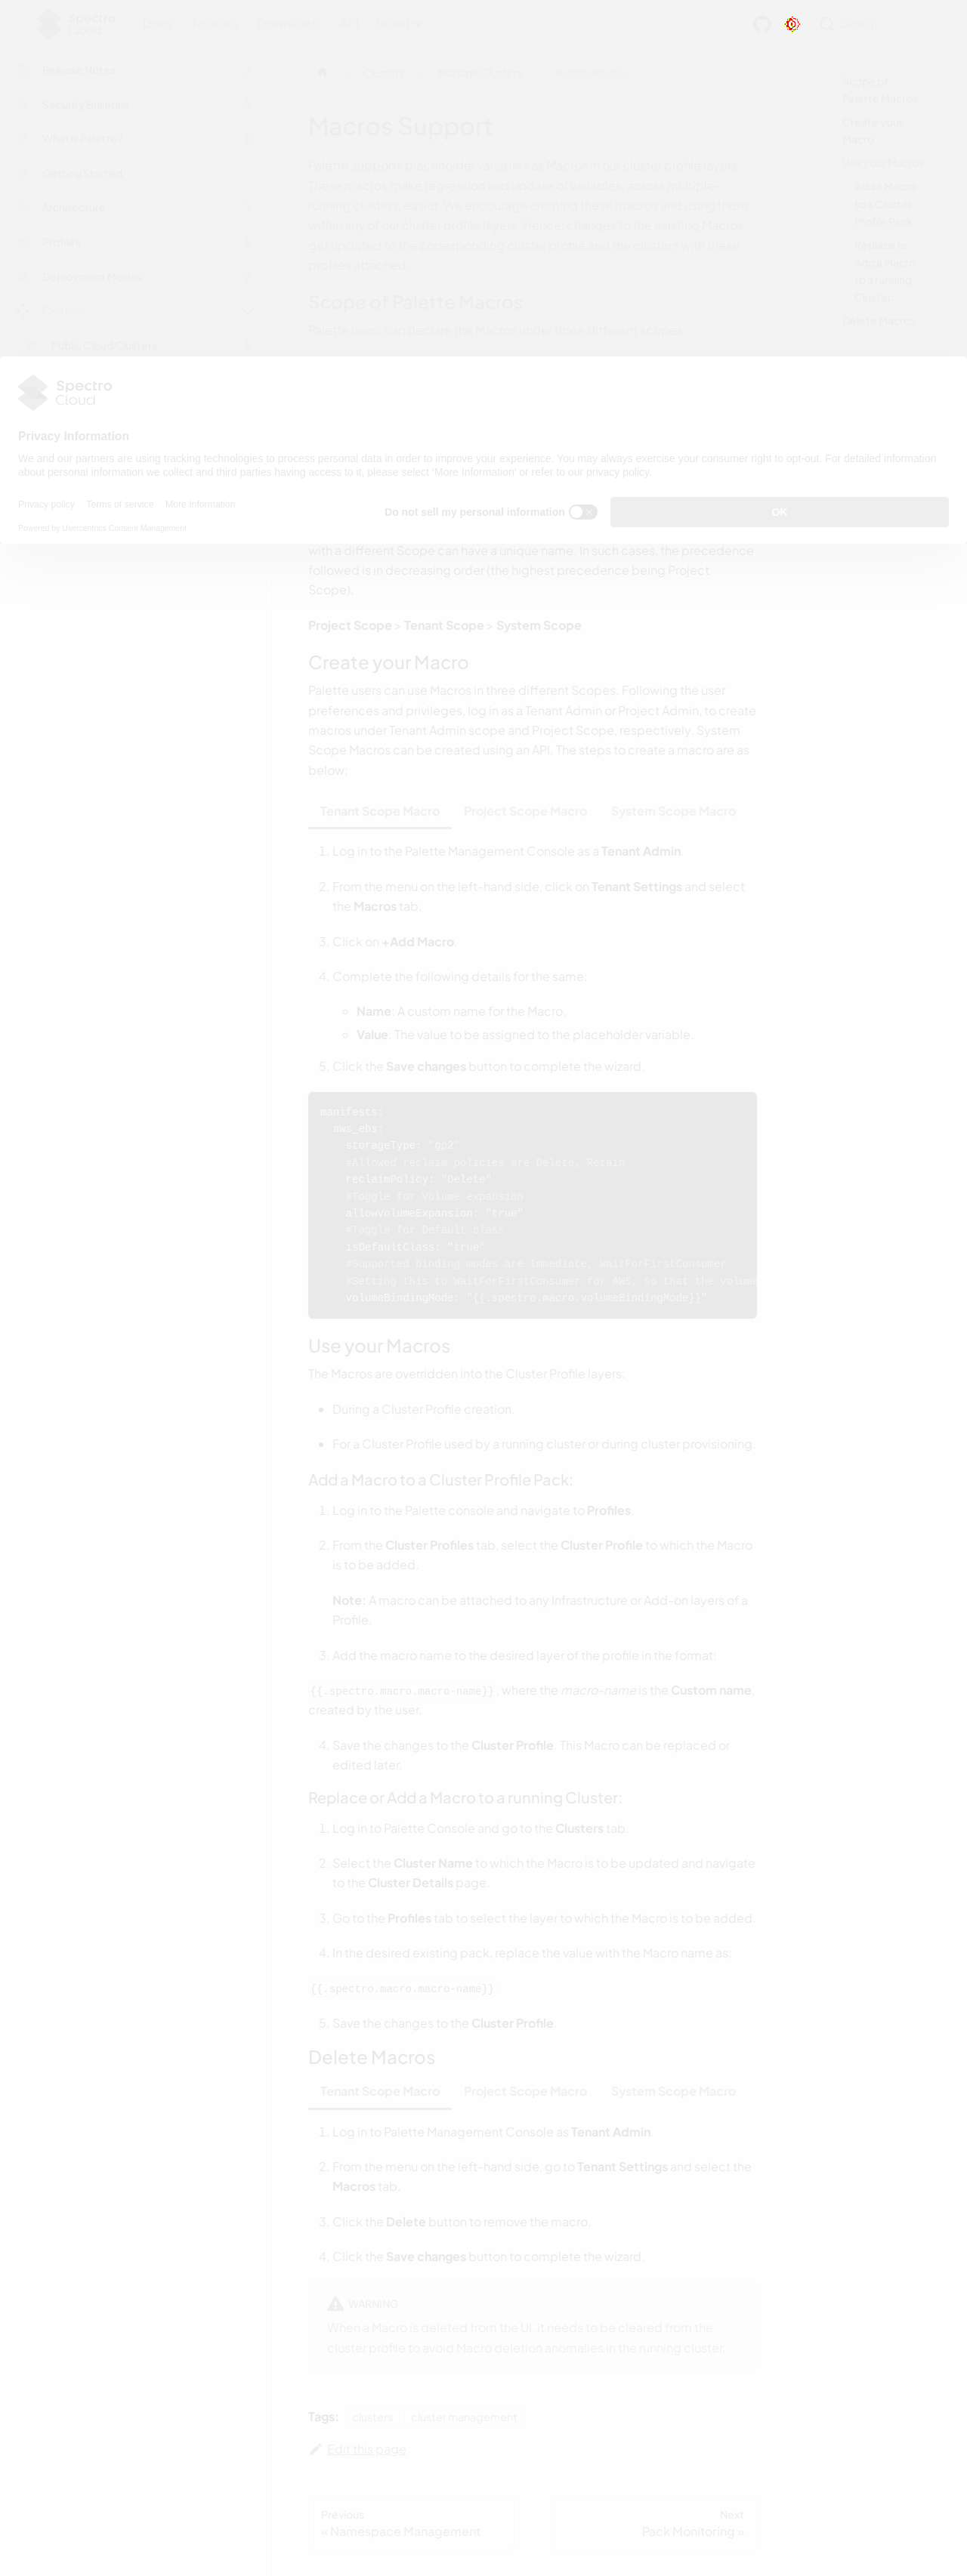 Spectro
Cloud
Docs
Release Notes
Security Bulletins
What is Palette?
Getting Started
Architecture
Profiles
Deployment Modes
Clusters
Public Cloud Clusters
Clusters
Manage Clusters
Macros Support
Palette supports placeholder variables as Macros in our cluster profile layers.
These macros make regression and update of variables, across multiple
running clusters, easier. We encourage creating these macros and using them
within any of our cluster profile layers. Hence, changes to the existing Macros
get updated to the corresponding cluster profile and the clusters with these
profiles attached.
Scope of Palette Macros
Palette users can declare the Macros under three different scopes:
Scope of
Palette Macros
Create your
Macro
Use your Macros
Add a Macro
to a Cluster
Profile Pack:
Replace or
Add a Macro
to a running
Cluster:
Delete Macros
Spectro
Cloud
Privacy Information
We and our partners are using tracking technologies to process personal data in order to improve your experience. You may always exercise your consumer right to opt-out. For detailed information
about personal information we collect and third parties having access to it, please select 'More Information' or refer to our privacy policy.
Privacy policy Terms of service More Information
Powered by Usercentrics Consent Management
Do not sell my personal information
OK
with a different Scope can have a unique name. In such cases, the precedence
followed is in decreasing order (the highest precedence being Project
Scope).
Project Scope > Tenant Scope > System Scope
Create your Macro
Palette users can use Macros in three different Scopes. Following the user
preferences and privileges, log in as a Tenant Admin or Project Admin, to create
macros under Tenant Admin scope and Project Scope, respectively. System
Scope Macros can be created using an API. The steps to create a macro are as
below:
Tenant Scope Macro Project Scope Macro System Scope Macro
1. Log in to the Palette Management Console as a Tenant Admin.
2. From the menu on the left-hand side, click on Tenant Settings and select
the Macros tab.
3. Click on +Add Macro.
4. Complete the following details for the same:
Name: A custom name for the Macro.
Value: The value to be assigned to the placeholder variable.
5. Click the Save changes button to complete the wizard.
manifests:
aws_ebs:
storageType: "gp2"
#Allowed reclaim policies are Delete, Retain
reclaimPolicy: "Delete"
#Toggle for Volume expansion
allowVolumeExpansion: "true"
#Toggle for Default class
isDefaultClass: "true"
#Supported binding modes are Immediate, WaitForFirstConsumer
#Setting this to WaitForFirstConsumer for AWS, so that the volume
volumeBindingMode: "{{.spectro.macro.volumeBindingMode}}"
Use your Macros
The Macros are overridden into the Cluster Profile layers:
During a Cluster Profile creation.
For a Cluster Profile used by a running cluster or during cluster provisioning.
Add a Macro to a Cluster Profile Pack:
1. Log in to the Palette console and navigate to Profiles.
2. From the Cluster Profiles tab, select the Cluster Profile to which the Macro
is to be added.
Note: A macro can be attached to any Infrastructure or Add-on layers of a
Profile.
3. Add the macro name to the desired layer of the profile in the format:
{{.spectro.macro.macro-name}}, where the macro-name is the Custom name,
created by the user.
4. Save the changes to the Cluster Profile. This Macro can be replaced or
edited later.
Replace or Add a Macro to a running Cluster:
1. Log in to Palette Console and go to the Clusters tab.
2. Select the Cluster Name to which the Macro is to be updated and navigate
to the Cluster Details page.
3. Go to the Profiles tab to select the layer to which the Macro is to be added.
4. In the desired existing pack, replace the value with the Macro name as:
{{.spectro.macro.macro-name}}
5. Save the changes to the Cluster Profile.
Delete Macros
Tenant Scope Macro Project Scope Macro System Scope Macro
1. Log in to Palette Management Console as Tenant Admin.
2. From the menu on the left-hand side, go to Tenant Settings and select the
Macros tab.
3. Click the Delete button to remove the macro.
4. Click the Save changes button to complete the wizard.
WARNING
When a Macro is deleted from the UI, it needs to be cleared from the
cluster profile to avoid Macro deletion anomalies in the running cluster.
Tags: clusters cluster management
Edit this page
Previous
« Namespace Management
Next
Pack Monitoring »